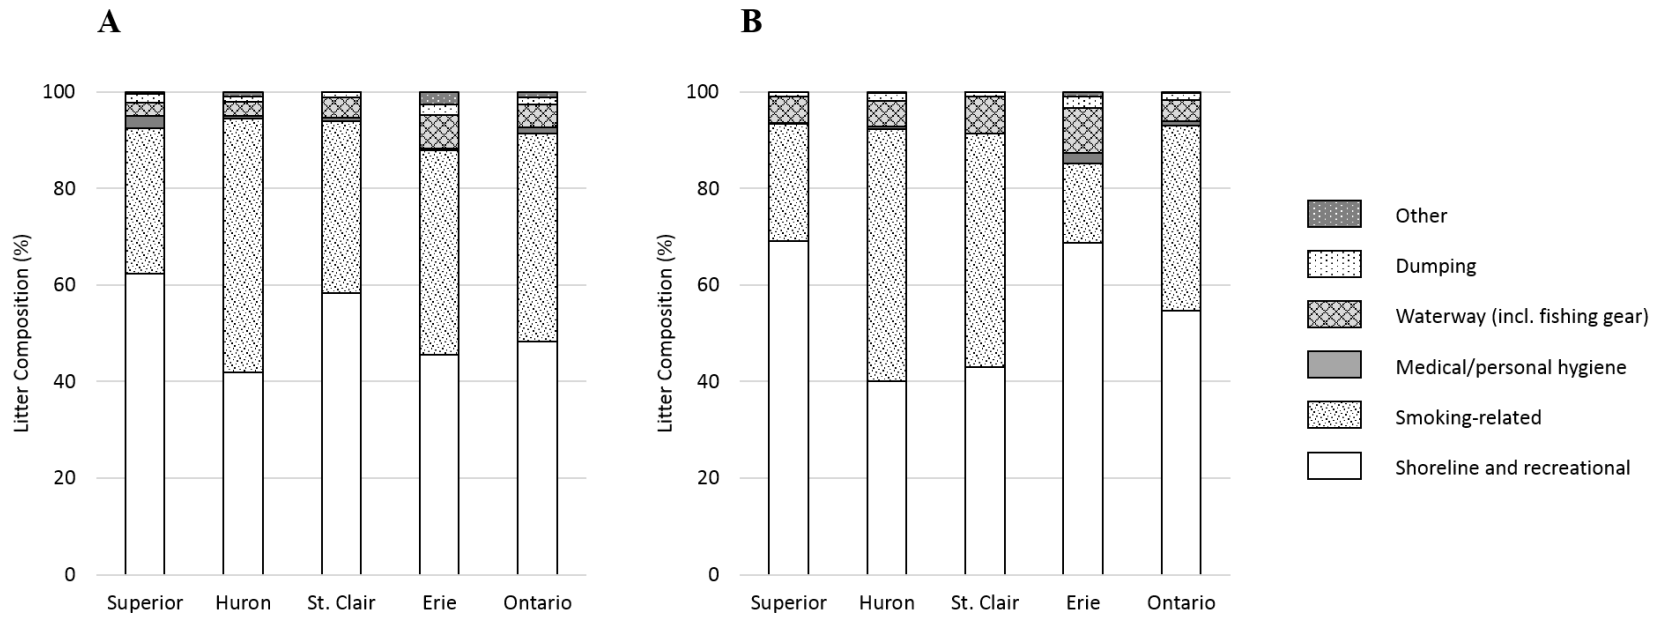 A
Litter Composition (%)
100
80
60
40
20
0
Superior Huron St. Clair Erie Ontario
B
Litter Composition (%)
100
80
60
40
20
0
Superior Huron St. Clair Erie Ontario
Other
Dumping
Waterway (incl. fishing gear)
Medical/personal hygiene
Smoking-related
Shoreline and recreational